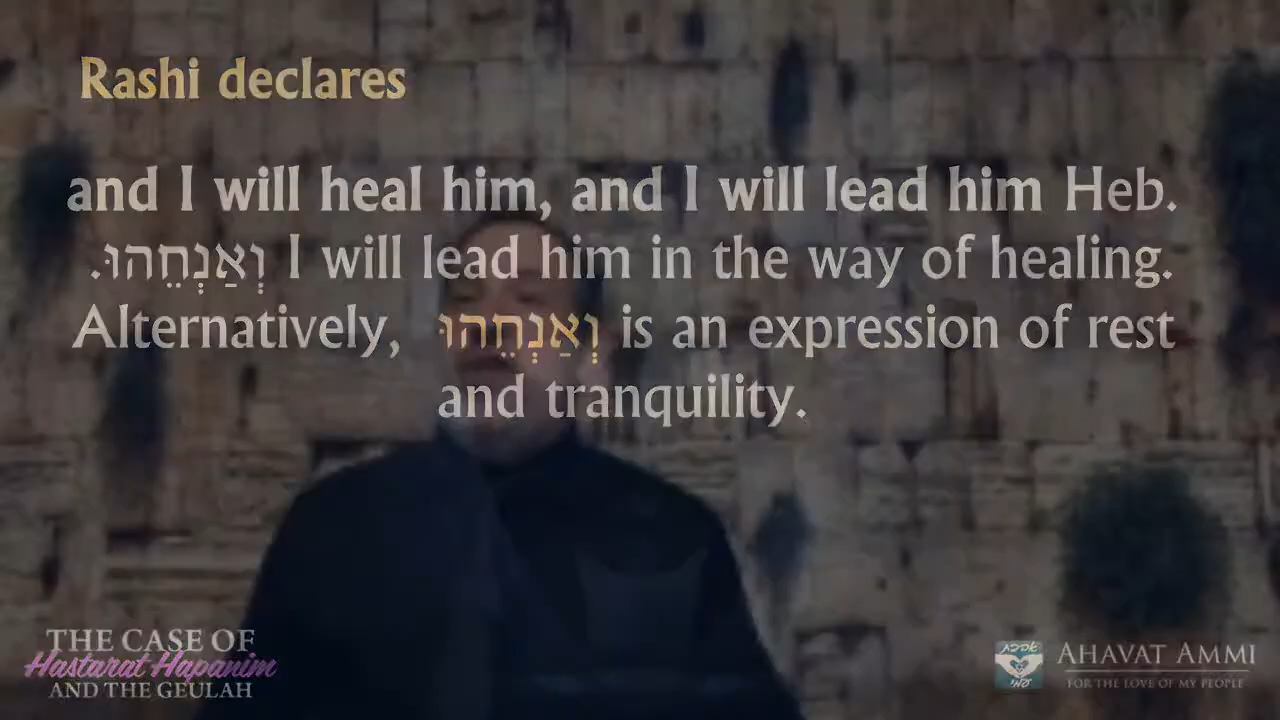 Rashi declares
and I will heal him, and I will lead him Heb.
וְאַנְחֵהוּ. I will lead him in the way of healing.
Alternatively, וְאַנְחֵהוּ is an expression of rest
and tranquility.
THE CASE OF
Hastarat Hapanim
AND THE GEULAH
אהבת
עמי
AHAVAT AMMI
FOR THE LOVE OF MY PEOPLE